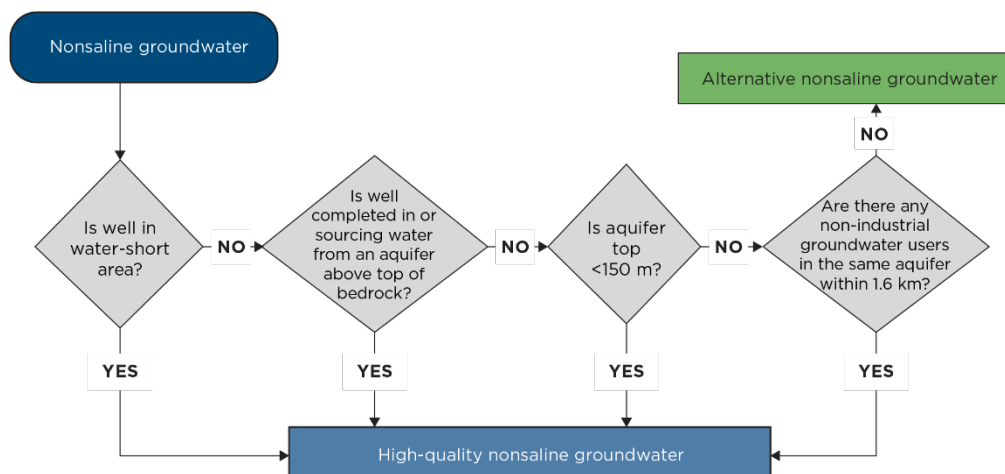 Nonsaline groundwater
Alternative nonsaline groundwater
NO
Is well in
water-short
area?
NO
Is well
completed in or
sourcing water
from an aquifer
above top of
bedrock?
NO
Is aquifer
top
<150 m?
NO
Are there any
non-industrial
groundwater users
in the same aquifer
within 1.6 km?
YES
YES
YES
YES
High-quality nonsaline groundwater